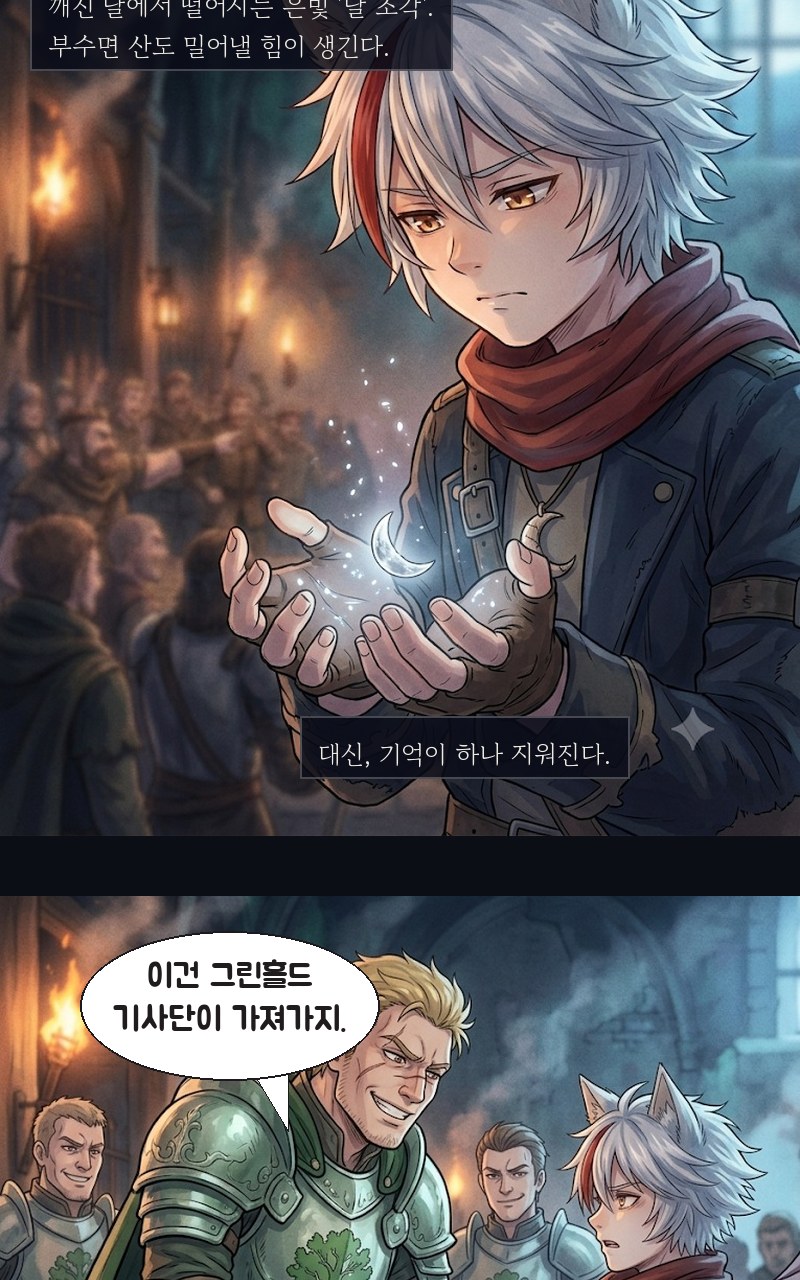 깨진 달에서 떨어지는 은빛 '달 조각'.
부수면 산도 밀어낼 힘이 생긴다.
대신, 기억이 하나 지워진다.
이건 그린홀드
기사단이 가져가지.